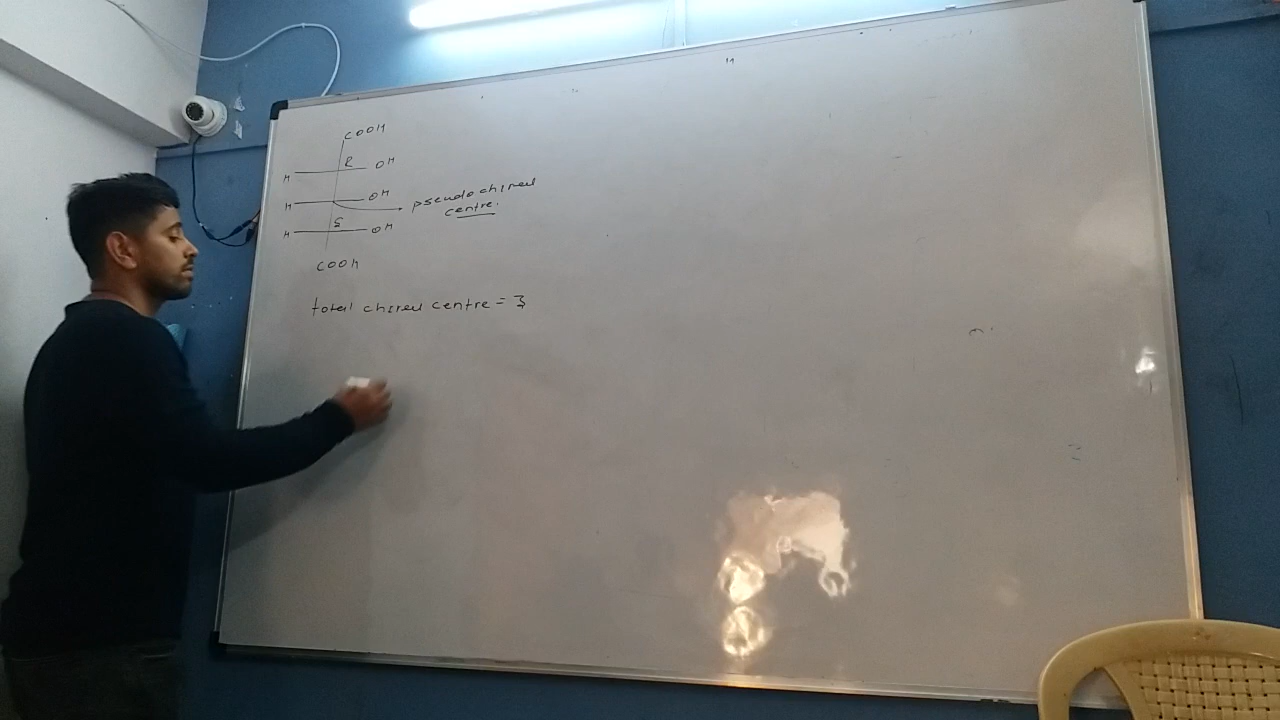 COOH
H R OH
H OH pseudo chiral
centre.
H S OH
COOH
total chiral centre = 3